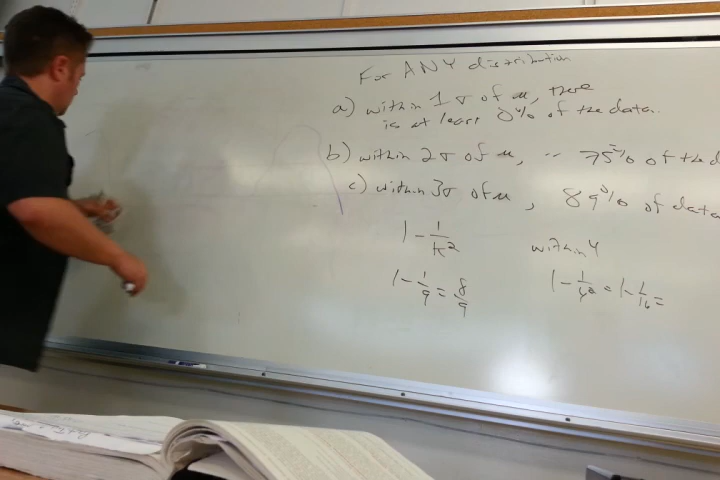 For ANY distribution
a) within 1 σ of μ, there
is at least 0% of the data.
b) within 2 σ of μ, -- 75% of the d
c) within 3σ of μ, 89% of data
1 - 1/k²
within 4
1 - 1/9 = 8/9
1 - 1/4² = 1 - 1/16 =